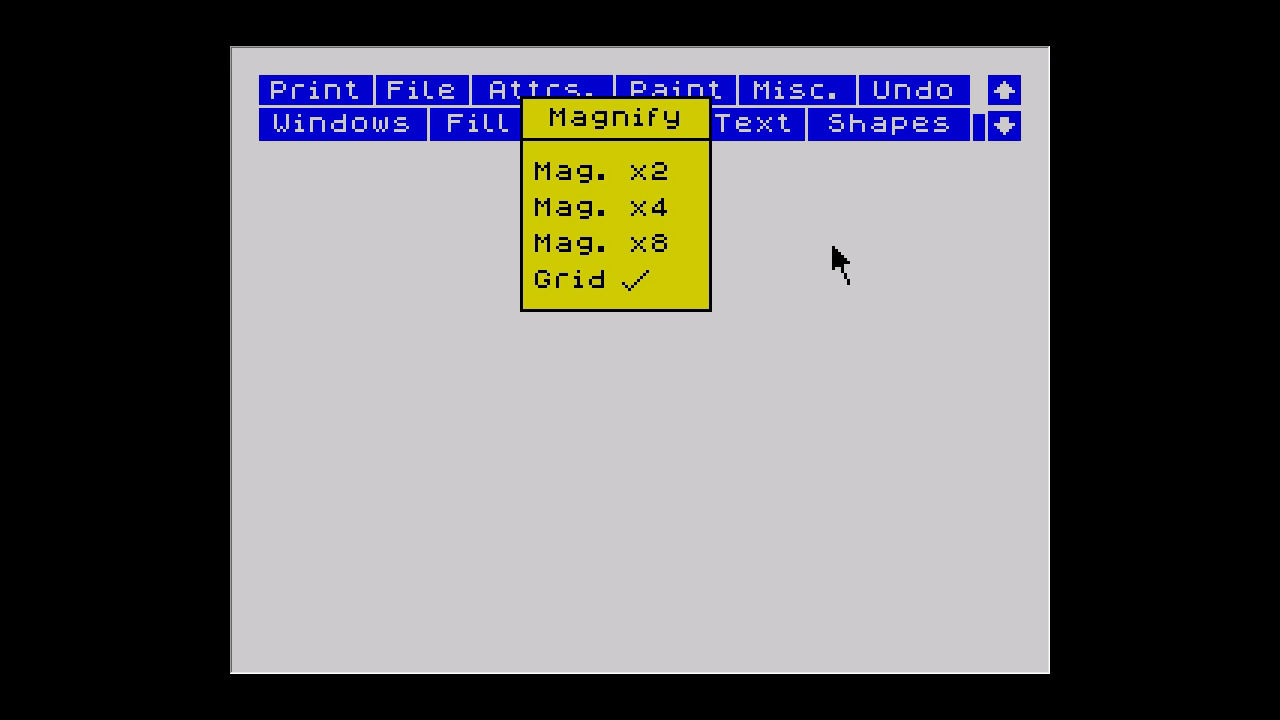 Print File Attrs. Paint Misc. Undo
Windows Fill Magnify Text Shapes
Mag. x2
Mag. x4
Mag. x8
Grid ✓